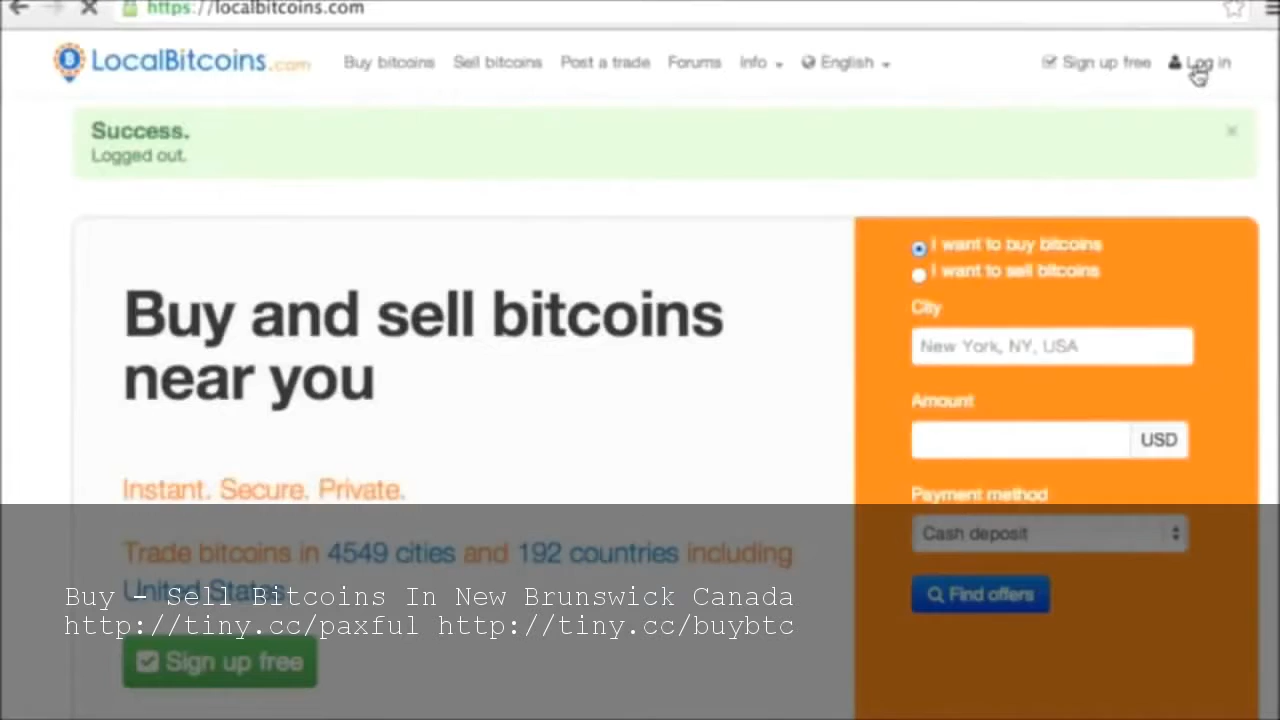 https://localbitcoins.com
LocalBitcoins.com Buy bitcoins Sell bitcoins Post a trade Forums Info English Sign up free Log in
Success.
Logged out.
×
Buy and sell bitcoins
near you
Instant. Secure. Private.
Trade bitcoins in 4549 cities and 192 countries including
United States.
Sign up free
I want to buy bitcoins
I want to sell bitcoins
City
New York, NY, USA
Amount
USD
Payment method
Cash deposit
Find offers
Buy - Sell Bitcoins In New Brunswick Canada
http://tiny.cc/paxful http://tiny.cc/buybtc